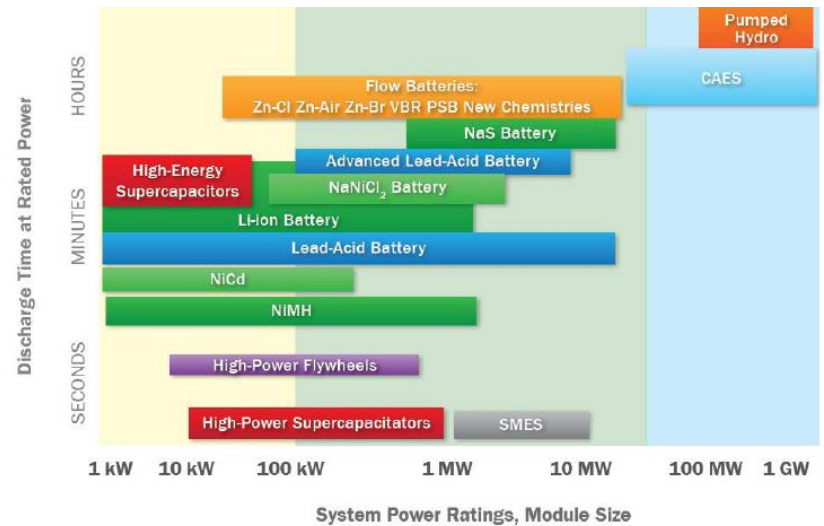 Pumped
Hydro
CAES
Flow Batteries:
Zn-Cl Zn-Air Zn-Br VBR PSB New Chemistries
NaS Battery
Advanced Lead-Acid Battery
High-Energy
Supercapacitors
NaNiCl₂ Battery
Li-ion Battery
Lead-Acid Battery
NiCd
NiMH
High-Power Flywheels
High-Power Supercapacitators
SMES
Discharge Time at Rated Power
HOURS
MINUTES
SECONDS
1 kW 10 kW 100 kW 1 MW 10 MW 100 MW 1 GW
System Power Ratings, Module Size